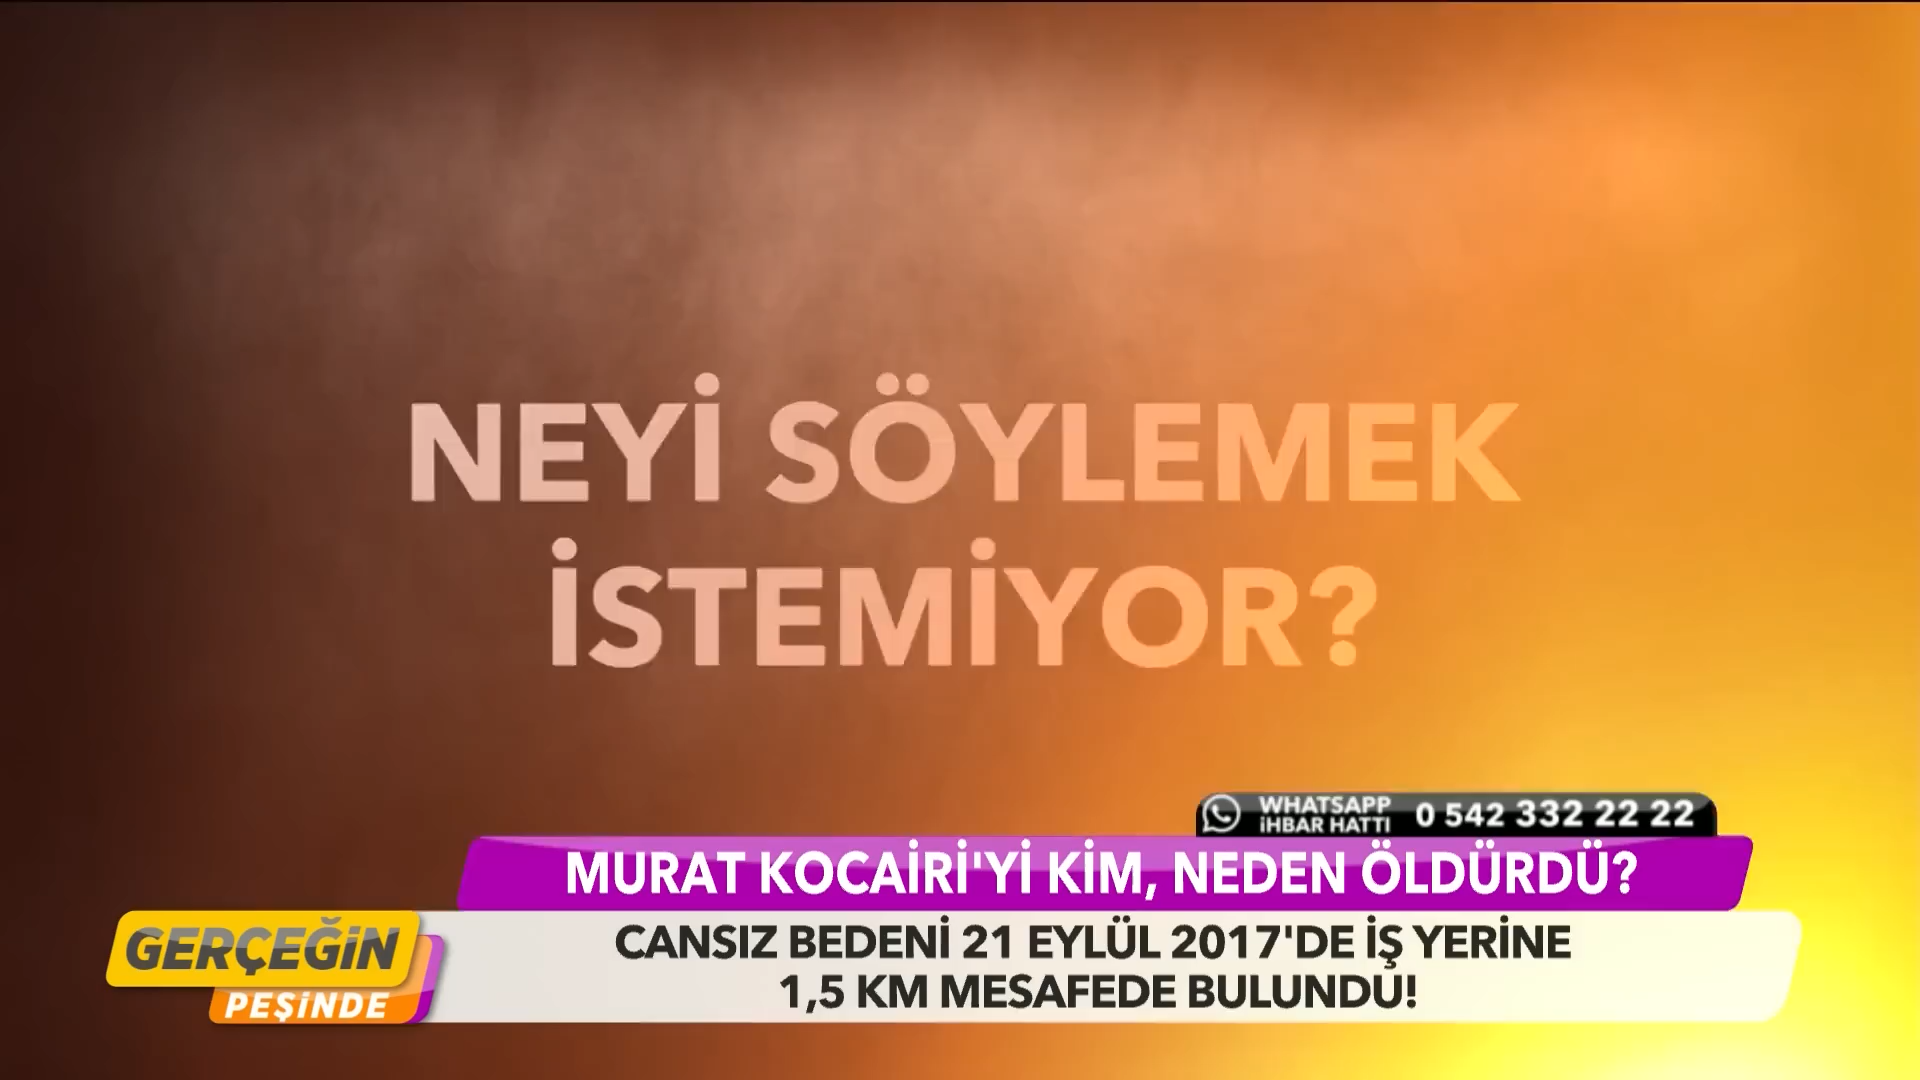 NEYİ SÖYLEMEK
İSTEMİYOR?
WHATSAPP
İHBAR HATTI
0 542 332 22 22
MURAT KOCAİRİ'Yİ KİM, NEDEN ÖLDÜRDÜ?
GERÇEĞİN
PEŞİNDE
CANSIZ BEDENİ 21 EYLÜL 2017'DE İŞ YERİNE
1,5 KM MESAFEDE BULUNDU!